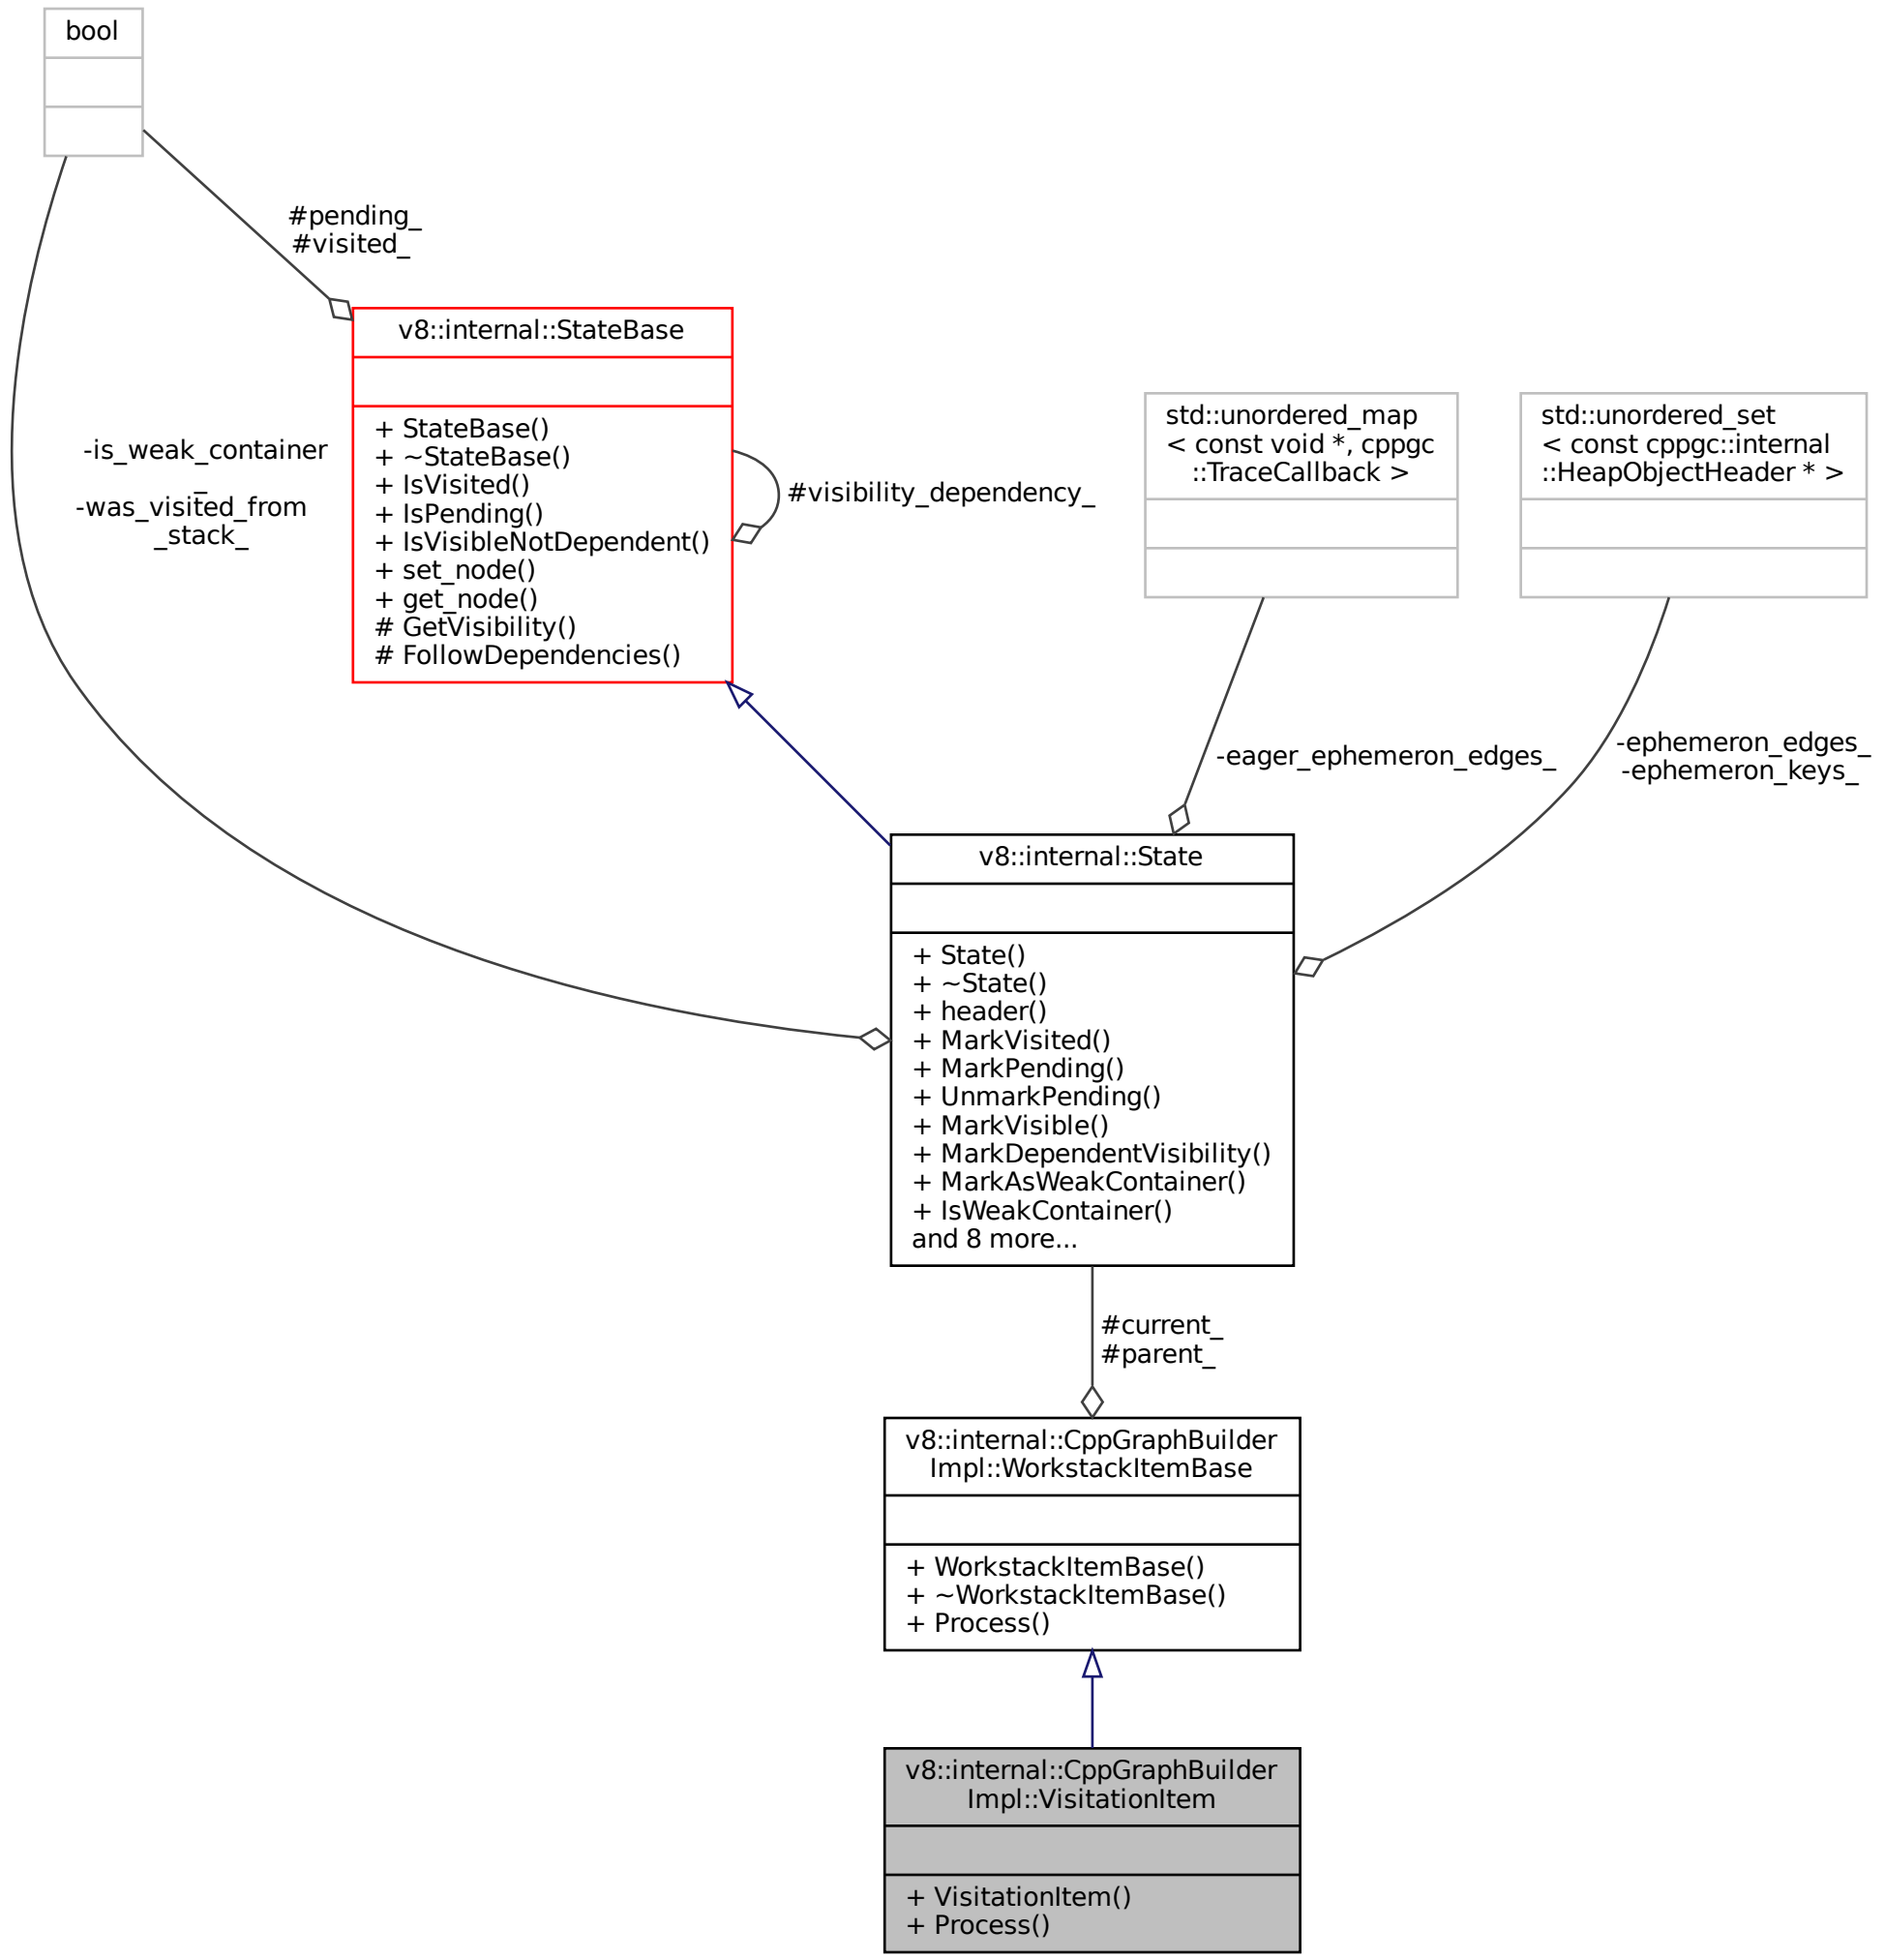 bool
#pending_
#visited_
v8::internal::StateBase
+ StateBase()
+ ~StateBase()
+ IsVisited()
+ IsPending()
+ IsVisibleNotDependent()
+ set_node()
+ get_node()
# GetVisibility()
# FollowDependencies()
#visibility_dependency_
-is_weak_container
_
-was_visited_from
_stack_
std::unordered_map
< const void *, cppgc
::TraceCallback >
std::unordered_set
< const cppgc::internal
::HeapObjectHeader * >
-eager_ephemeron_edges_
-ephemeron_edges_
-ephemeron_keys_
v8::internal::State
+ State()
+ ~State()
+ header()
+ MarkVisited()
+ MarkPending()
+ UnmarkPending()
+ MarkVisible()
+ MarkDependentVisibility()
+ MarkAsWeakContainer()
+ IsWeakContainer()
and 8 more...
#current_
#parent_
v8::internal::CppGraphBuilder
Impl::WorkstackItemBase
+ WorkstackItemBase()
+ ~WorkstackItemBase()
+ Process()
v8::internal::CppGraphBuilder
Impl::VisitationItem
+ VisitationItem()
+ Process()